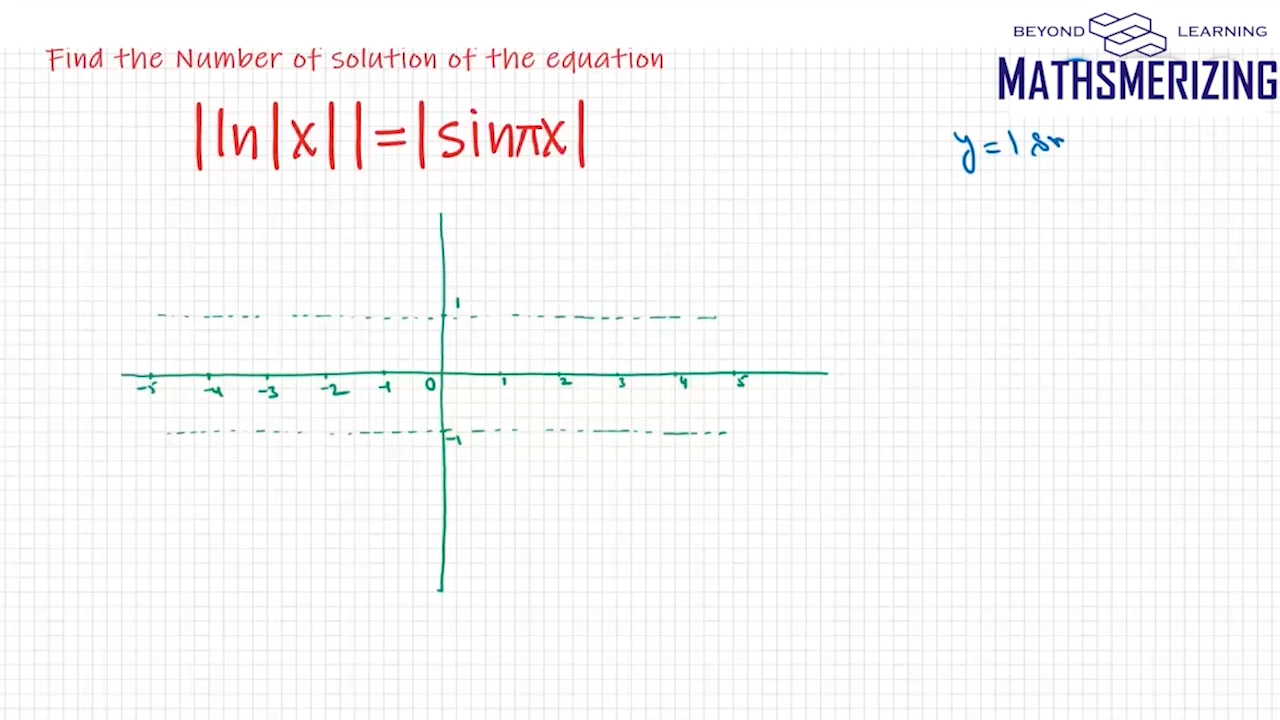 BEYOND LEARNING
MATHSMERIZING
Find the Number of solution of the equation
|ln|x||=|sinπx|
y = | sn
1
-5 -4 -3 -2 -1 0 1 2 3 4 5
-1